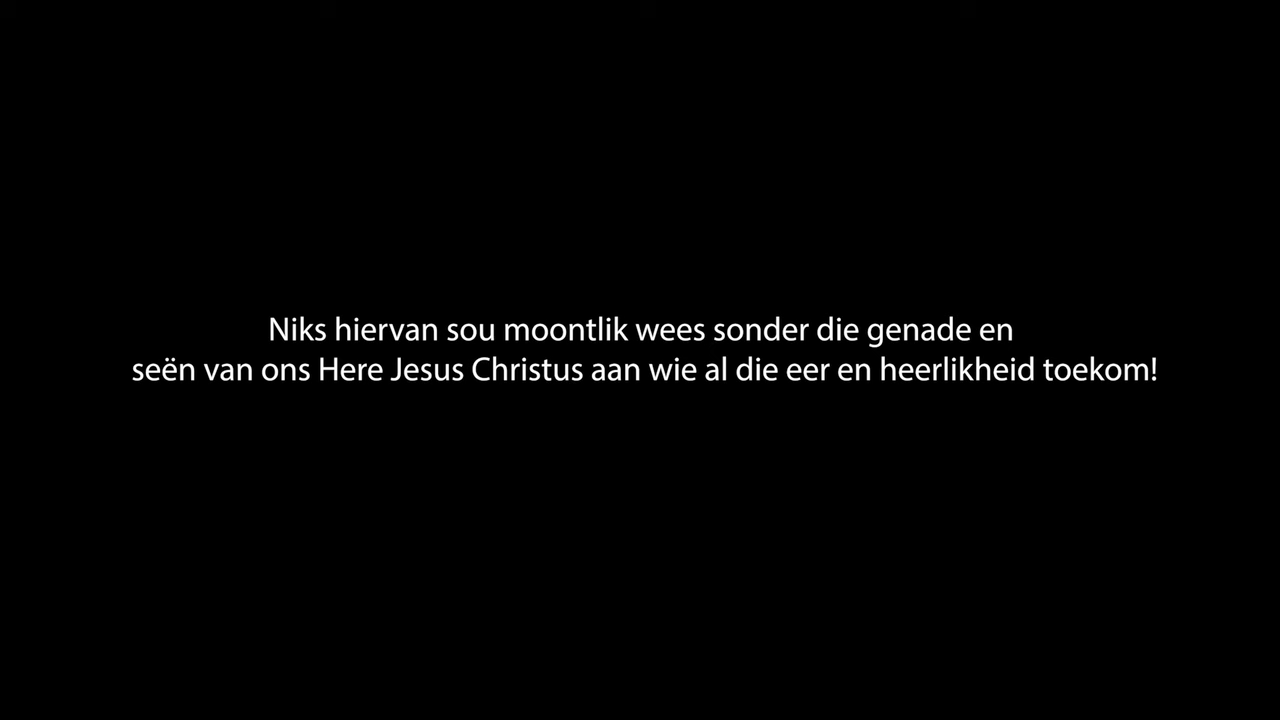 Niks hiervan sou moontlik wees sonder die genade en
seën van ons Here Jesus Christus aan wie al die eer en heerlikheid toekom!